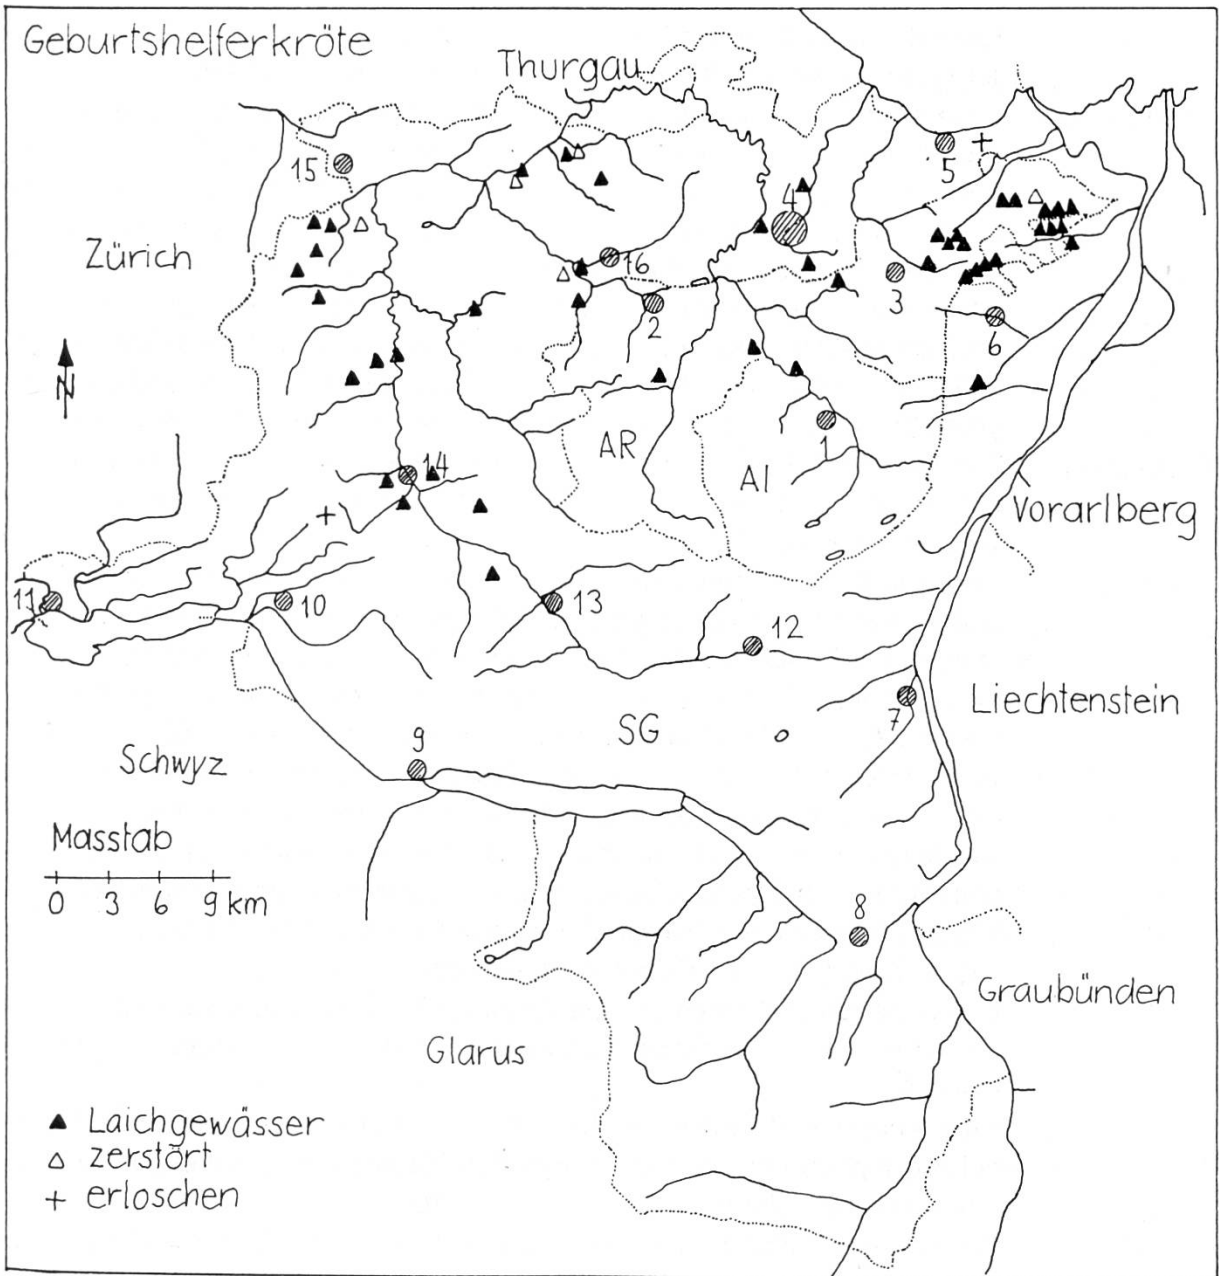 Geburtshelferkröte
Thurgau
5
15
4
Zürich
16
3
2
6
1
AR
14
AI
Vorarlberg
11
10
13
12
Liechtenstein
7
SG
9
Schwyz
Masstab
0 3 6 9 km
8
Graubünden
Glarus
N
▲ Laichgewässer
△ zerstört
+ erloschen